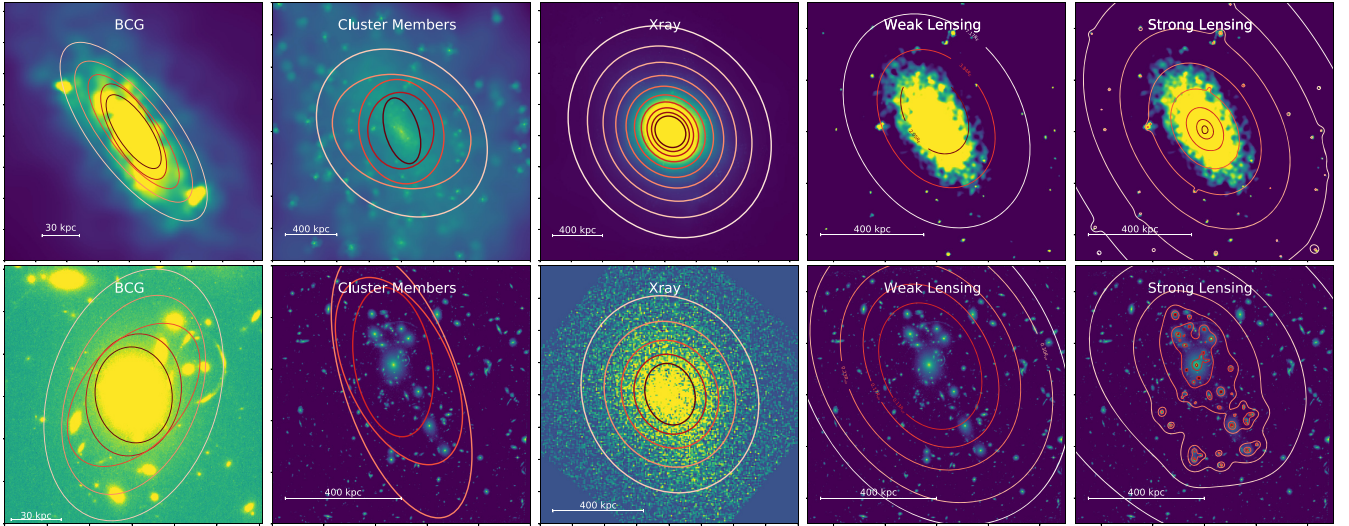 BCG
30 kpc
Cluster Members
400 kpc
Xray
400 kpc
Weak Lensing
400 kpc
Strong Lensing
400 kpc
BCG
30 kpc
Cluster Members
400 kpc
Xray
400 kpc
Weak Lensing
400 kpc
Strong Lensing
400 kpc